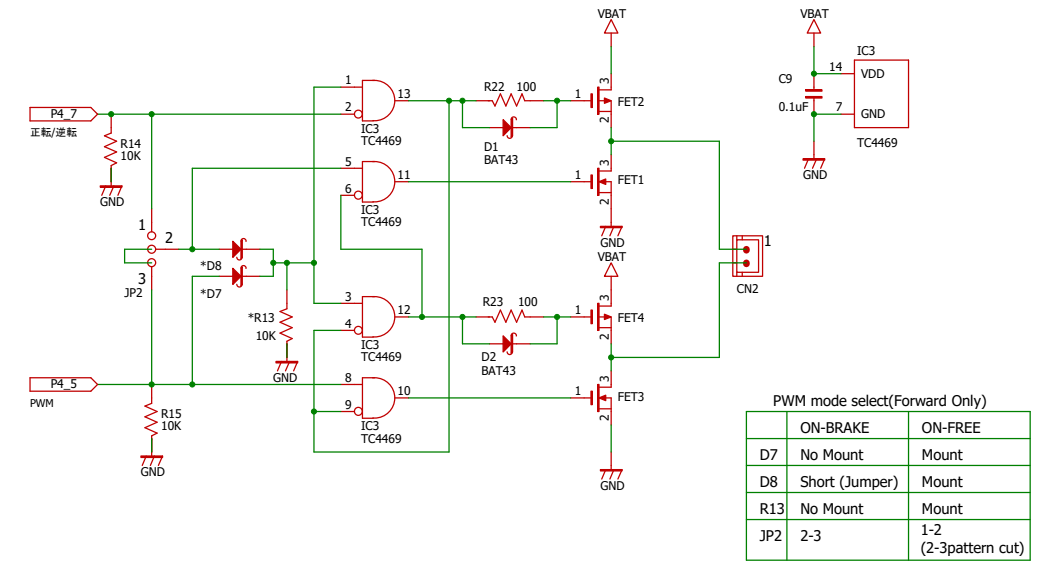 VBAT
VBAT
IC3
14 VDD
C9
0.1uF
7 GND
TC4469
GND
P4_7
正転/逆転
R14
10K
GND
1
2
13
IC3
TC4469
R22 100
D1
BAT43
1
3
2
FET2
5
6
11
IC3
TC4469
1
3
2
FET1
GND
VBAT
1
2
3
JP2
*D8
*D7
*R13
10K
GND
1
CN2
3
4
12
IC3
TC4469
R23 100
D2
BAT43
1
3
2
FET4
P4_5
PWM
R15
10K
GND
8
9
10
IC3
TC4469
1
3
2
FET3
GND
PWM mode select(Forward Only)
ON-BRAKE ON-FREE
D7 No Mount Mount
D8 Short (Jumper) Mount
R13 No Mount Mount
JP2 2-3 1-2
(2-3pattern cut)